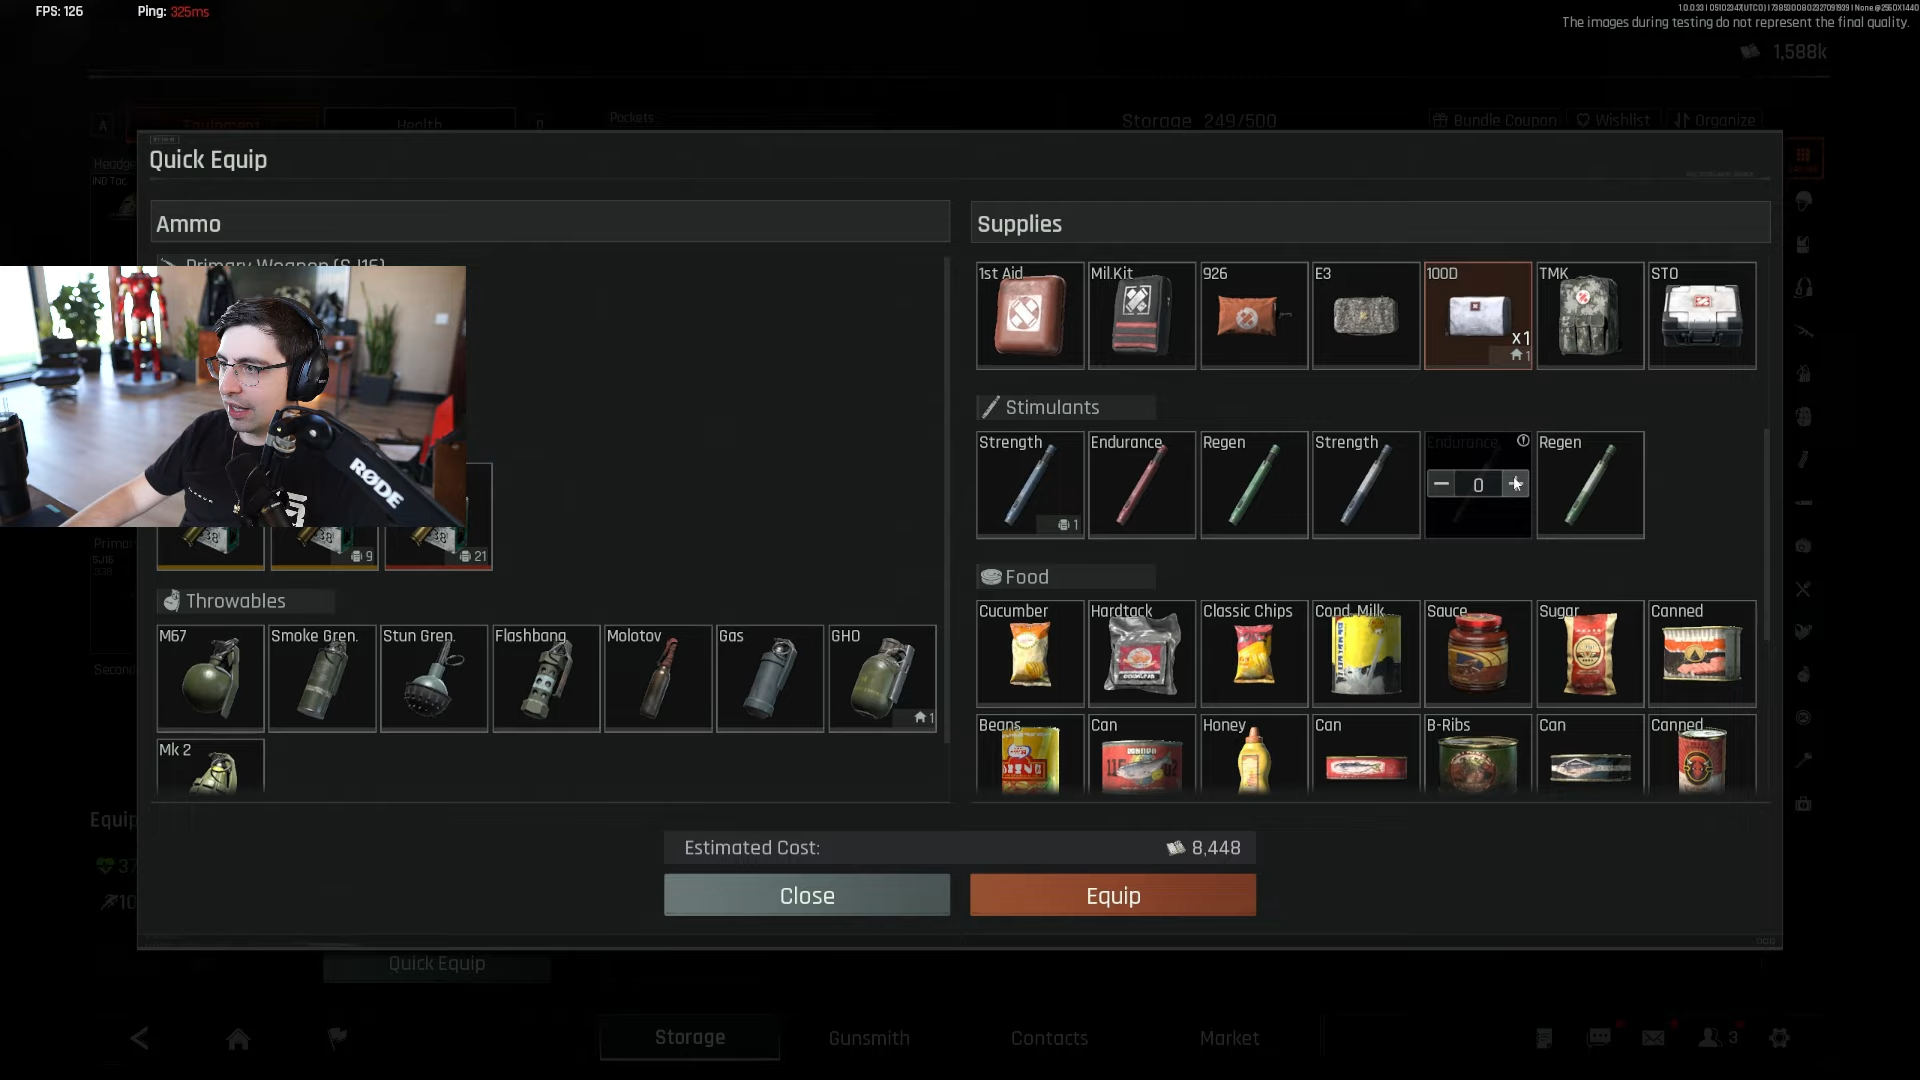 FPS: 126
Ping: 325ms
The images during testing do not represent the final quality.
1,588k
A
Equipment
Health
Pockets
Storage 249/500
Bundle Coupon
Wishlist
Organize
Quick Equip
Ammo
Supplies
Primary Weapon (SJ16)
1st Aid
Mil.Kit
926
E3
100D
x1
1
TMK
STO
Stimulants
Strength
1
Endurance
Regen
Strength
Endurance
0
Regen
9
21
RØDE
Food
Throwables
Cucumber
Hardtack
Classic Chips
Cond. Milk
Sauce
Sugar
Canned
M67
Smoke Gren.
Stun Gren.
Flashbang
Molotov
Gas
GHO
1
Beans
Can
Honey
Can
B-Ribs
Can
Canned
Mk 2
Estimated Cost:
8,448
Close
Equip
Quick Equip
Storage
Gunsmith
Contacts
Market
3